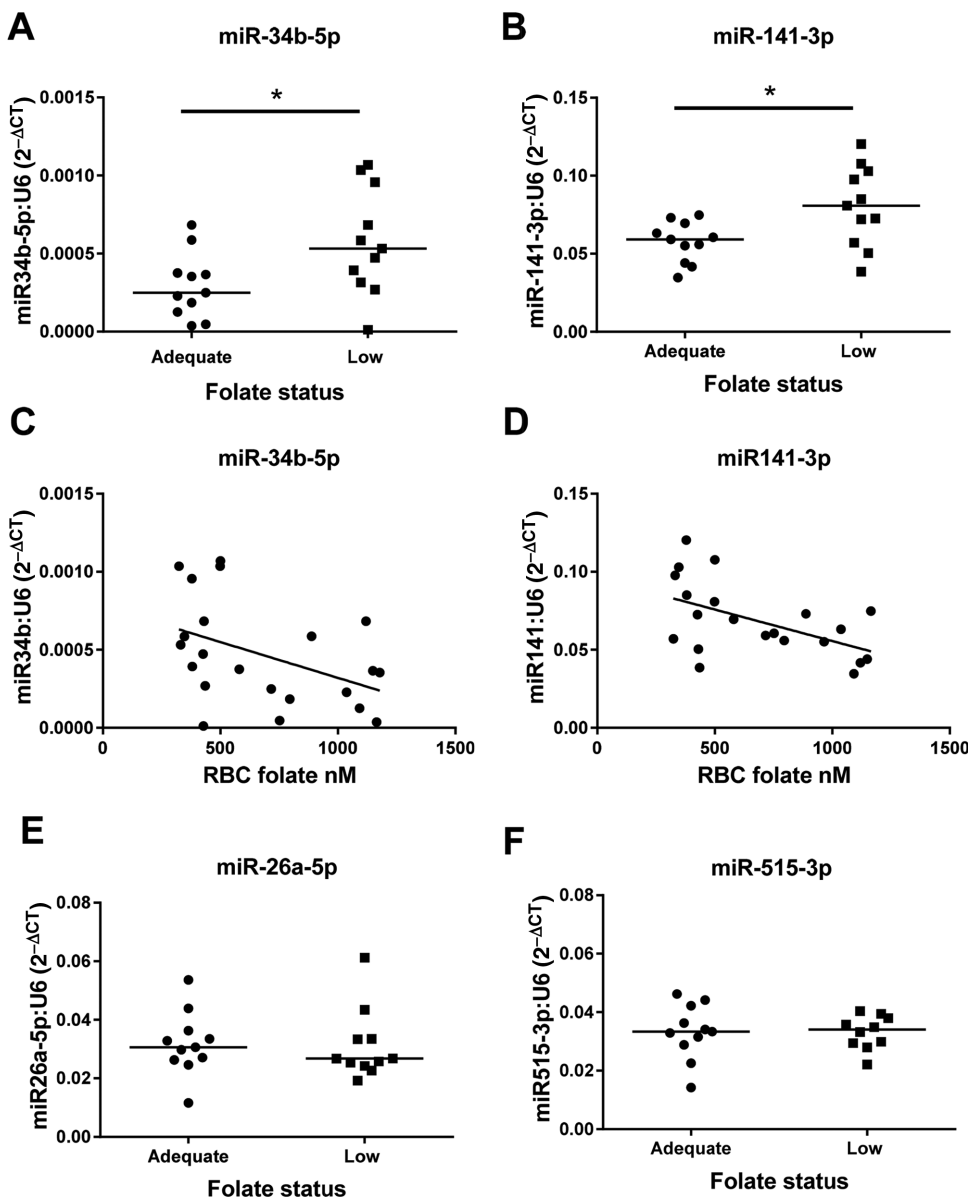 A
miR-34b-5p
miR34b-5p:U6 (2−ΔCT)
0.0015
0.0010
0.0005
0.0000
*
Adequate
Low
Folate status
B
miR-141-3p
miR-141-3p:U6 (2−ΔCT)
0.15
0.10
0.05
0.00
*
Adequate
Low
Folate status
C
miR-34b-5p
miR34b:U6 (2−ΔCT)
0.0015
0.0010
0.0005
0.0000
0
500
1000
1500
RBC folate nM
D
miR141-3p
miR141:U6 (2−ΔCT)
0.15
0.10
0.05
0.00
0
500
1000
1500
RBC folate nM
E
miR-26a-5p
miR26a-5p:U6 (2−ΔCT)
0.08
0.06
0.04
0.02
0.00
Adequate
Low
Folate status
F
miR-515-3p
miR515-3p:U6 (2−ΔCT)
0.08
0.06
0.04
0.02
0.00
Adequate
Low
Folate status